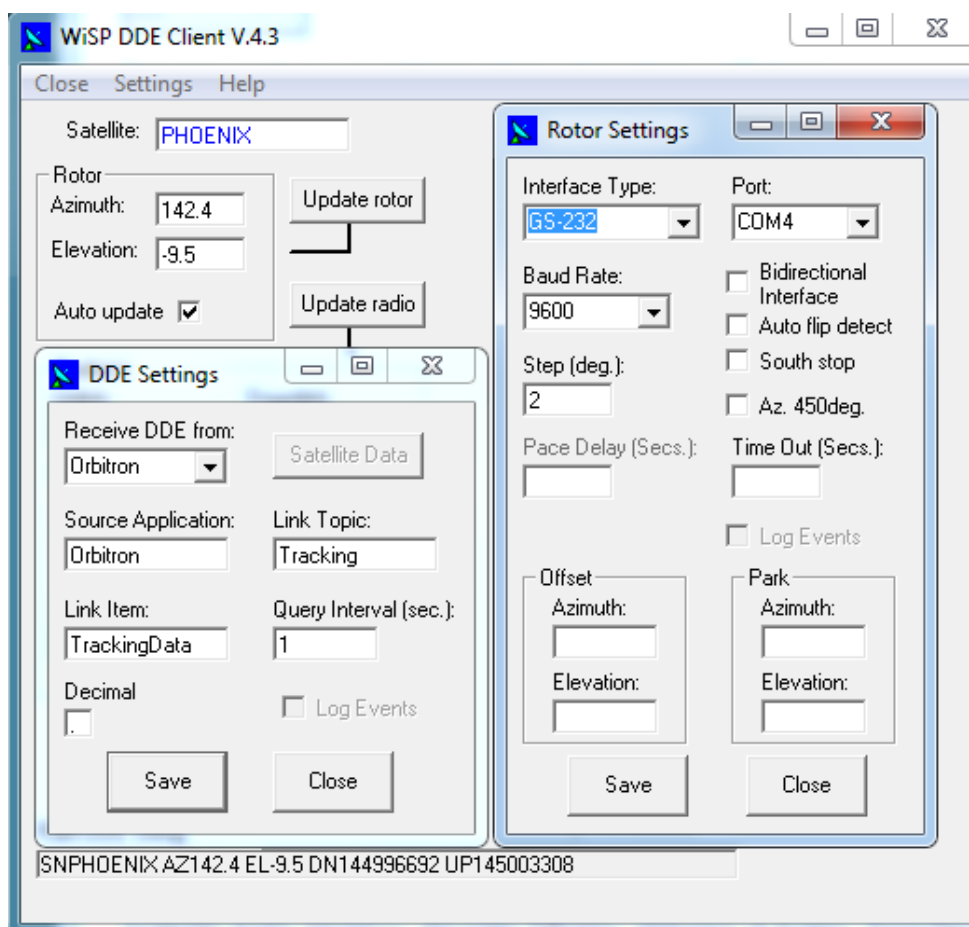 WiSP DDE Client V.4.3
Close Settings Help
Satellite: PHOENIX
Rotor
Azimuth: 142.4
Elevation: -9.5
Auto update
Update rotor
Update radio
DDE Settings
Receive DDE from:
Orbitron
Satellite Data
Source Application:
Orbitron
Link Topic:
Tracking
Link Item:
TrackingData
Query Interval (sec.):
1
Decimal
.
Log Events
Save
Close
Rotor Settings
Interface Type:
GS-232
Port:
COM4
Baud Rate:
9600
Bidirectional
Interface
Auto flip detect
Step (deg.):
2
South stop
Az. 450deg.
Pace Delay (Secs.):
Time Out (Secs.):
Log Events
Offset
Azimuth:
Elevation:
Park
Azimuth:
Elevation:
Save
Close
SNPHOENIX AZ142.4 EL-9.5 DN144996692 UP145003308